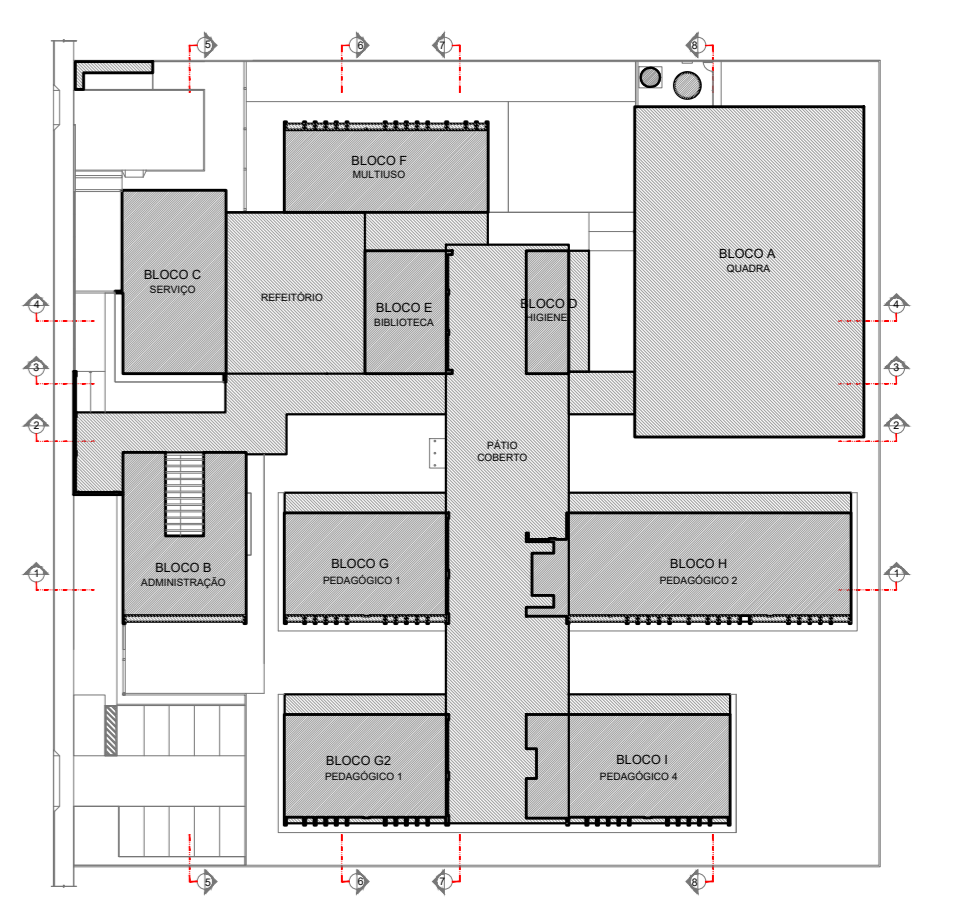 5
6
7
8
BLOCO F
MULTIUSO
BLOCO A
QUADRA
BLOCO C
SERVIÇO
REFEITÓRIO
BLOCO E
BIBLIOTECA
BLOCO D
HIGIENE
4
4
3
3
2
2
PÁTIO
COBERTO
BLOCO B
ADMINISTRAÇÃO
BLOCO G
PEDAGÓGICO 1
BLOCO H
PEDAGÓGICO 2
1
1
BLOCO G2
PEDAGÓGICO 1
BLOCO I
PEDAGÓGICO 4
5
6
7
8